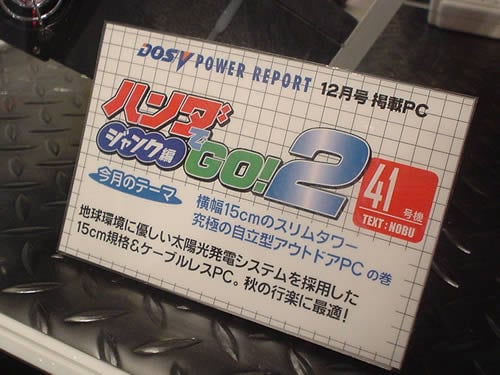 DOS/V POWER REPORT 12月号 掲載PC
ハンダ
でGO! 2
ジャンク編
41号機
TEXT : NOBU
今月のテーマ
横幅15cmのスリムタワー
究極の自立型アウトドアPCの巻
地球環境に優しい太陽光発電システムを採用した
15cm規格&ケーブルレスPC。秋の行楽に最適!